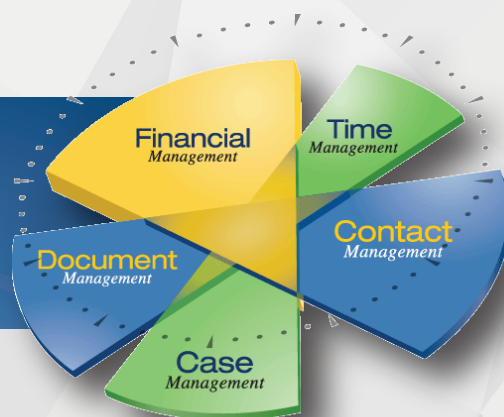 Financial
Management
Time
Management
Document
Management
Contact
Management
Case
Management